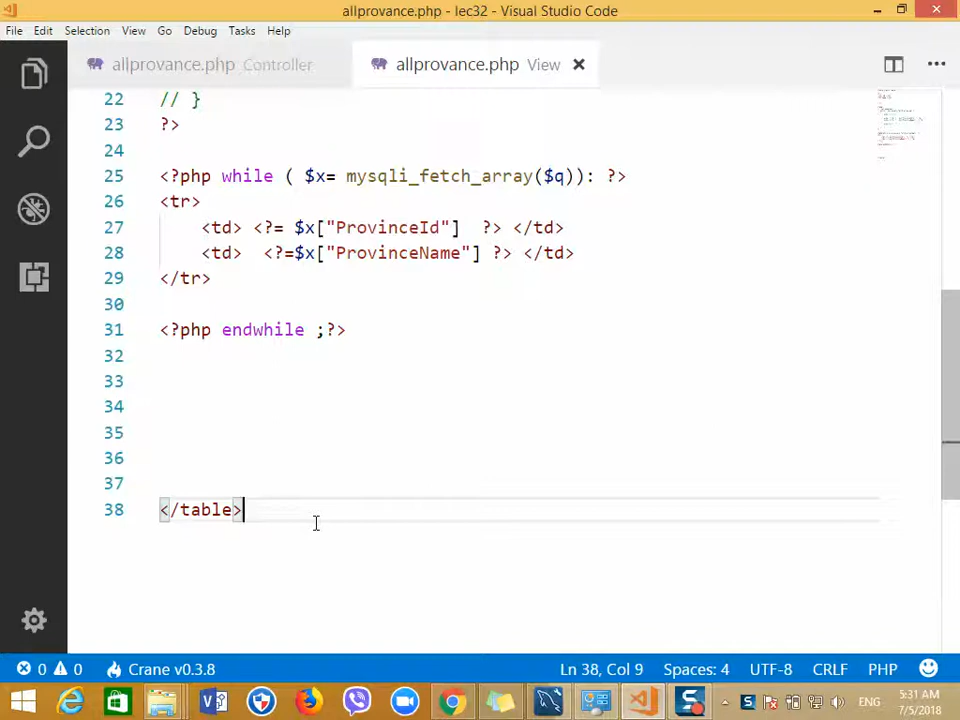 allprovance.php - lec32 - Visual Studio Code
File Edit Selection View Go Debug Tasks Help
allprovance.php Controller
allprovance.php View
22 // }
23 ?>
24
25 <?php while ( $x= mysqli_fetch_array($q)): ?>
26 <tr>
27 <td> <?= $x["ProvinceId"] ?> </td>
28 <td> <?=$x["ProvinceName"] ?> </td>
29 </tr>
30
31 <?php endwhile ;?>
32
33
34
35
36
37
38 </table>
0 0 Crane v0.3.8 Ln 38, Col 9 Spaces: 4 UTF-8 CRLF PHP
ENG
5:31 AM
7/5/2018